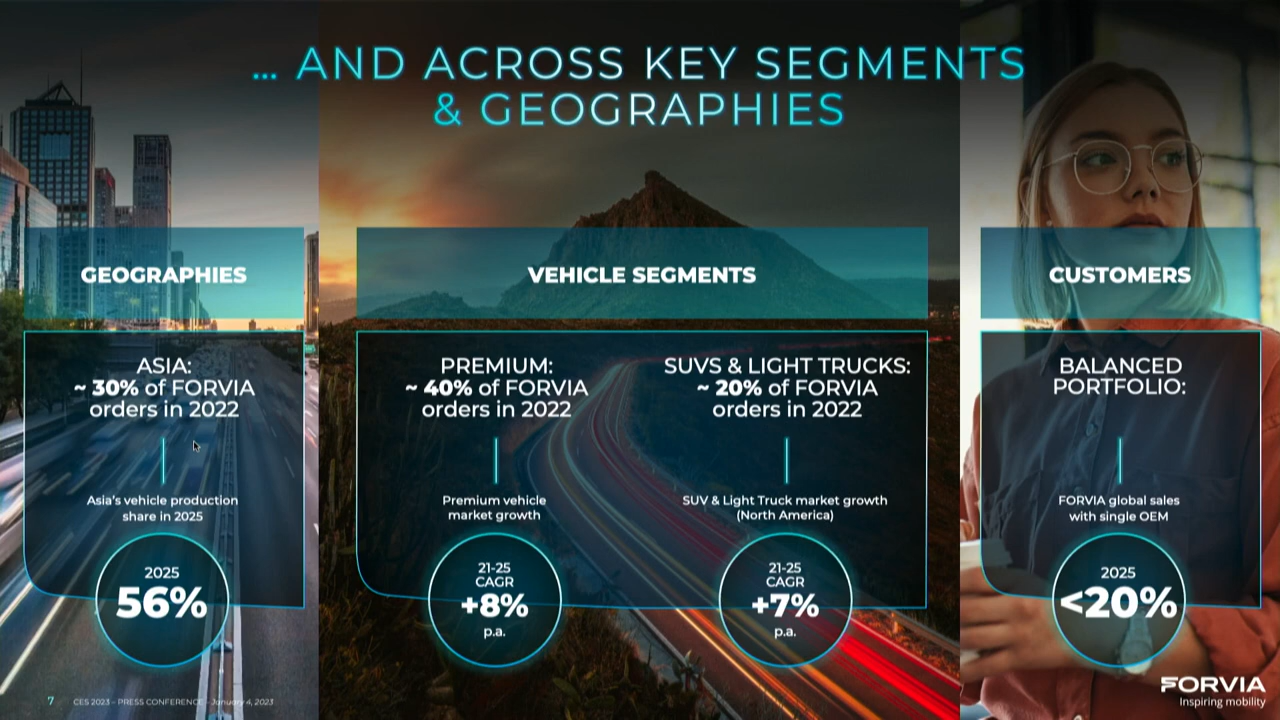 ... AND ACROSS KEY SEGMENTS
& GEOGRAPHIES
GEOGRAPHIES
ASIA:
~ 30% of FORVIA
orders in 2022
Asia's vehicle production
share in 2025
2025
56%
VEHICLE SEGMENTS
PREMIUM:
~ 40% of FORVIA
orders in 2022
Premium vehicle
market growth
21-25
CAGR
+8%
p.a.
SUVS & LIGHT TRUCKS:
~ 20% of FORVIA
orders in 2022
SUV & Light Truck market growth
(North America)
21-25
CAGR
+7%
p.a.
CUSTOMERS
BALANCED
PORTFOLIO:
FORVIA global sales
with single OEM
2025
<20%
7 CES 2023 – PRESS CONFERENCE – January 4, 2023
FORVIA
Inspiring mobility